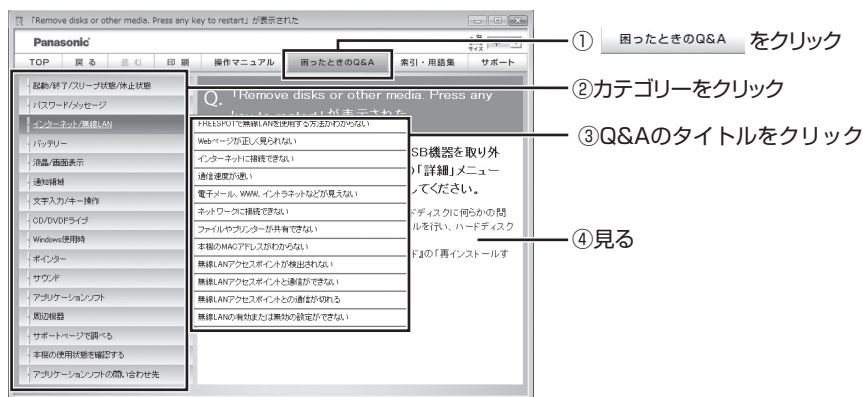 「Remove disks or other media. Press any key to restart」が表示された
Panasonic
サイズ
TOP 戻る 進む 印刷 操作マニュアル 困ったときのQ&A 索引・用語集 サポート
起動/終了/スリープ状態/休止状態
パスワード/メッセージ
インターネット/無線LAN
バッテリー
液晶/画面表示
通知領域
文字入力/キー操作
CD/DVDドライブ
Windows使用時
ポインター
サウンド
アプリケーションソフト
周辺機器
サポートページで調べる
本機の使用状態を確認する
アプリケーションソフトの問い合わせ先
Q. 「Remove disks or other media. Press any
key to restart」が表示された
FREESPOTで無線LANを使用する方法がわからない
Webページが正しく見られない
インターネットに接続できない
通信速度が遅い
電子メール、WWW、イントラネットなどが見えない
ネットワークに接続できない
ファイルやプリンターが共有できない
本機のMACアドレスがわからない
無線LANアクセスポイントが検出されない
無線LANアクセスポイントと通信ができない
無線LANアクセスポイントとの通信が切れる
無線LANの有効または無効の設定ができない
SB機器を取り外
の「詳細」メニュー
してください。
ドディスクに何らかの問
ルを行い、ハードディスク
ド』の「再インストールす
① 困ったときのQ&A をクリック
②カテゴリーをクリック
③Q&Aのタイトルをクリック
④見る